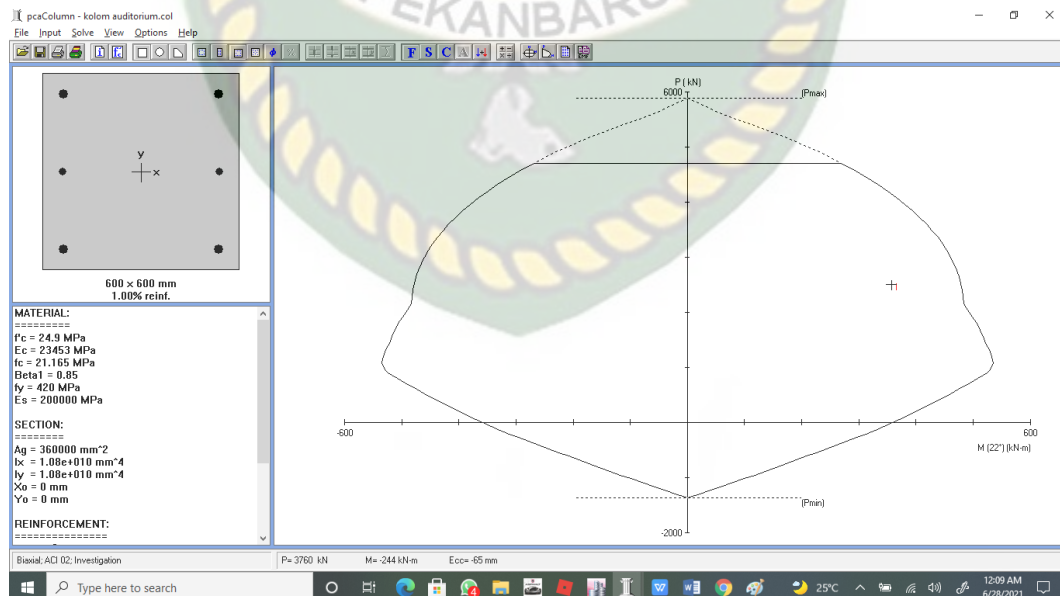 pcaColumn - kolom auditorium.col
PEKANBARU
File Input Solve View Options Help
F S C A
y
x
600 x 600 mm
1.00% reinf.
MATERIAL:
=========
f'c = 24.9 MPa
Ec = 23453 MPa
fc = 21.165 MPa
Beta1 = 0.85
fy = 420 MPa
Es = 200000 MPa
SECTION:
========
Ag = 360000 mm^2
Ix = 1.08e+010 mm^4
Iy = 1.08e+010 mm^4
Xo = 0 mm
Yo = 0 mm
REINFORCEMENT:
===============
P ( kN)
6000
(Pmax)
1
-600
600
M (22°) (kN-m)
(Pmin)
-2000
Biaxial; ACI 02; Investigation
P= 3760 kN M= -244 kN-m Ecc= -65 mm
Type here to search
4
25°C
12:09 AM
6/28/2021